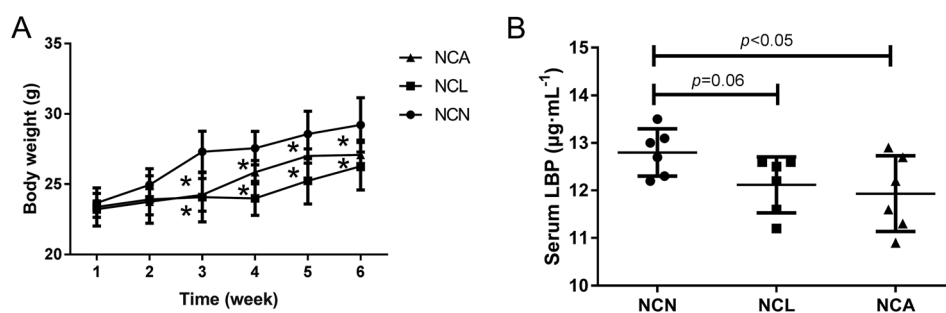 A
Body weight (g)
35
30
25
20
* * * *
* * * *
1 2 3 4 5 6
Time (week)
NCA
NCL
NCN
B
Serum LBP (μg·mL⁻¹)
15
14
13
12
11
10
p<0.05
p=0.06
NCN NCL NCA